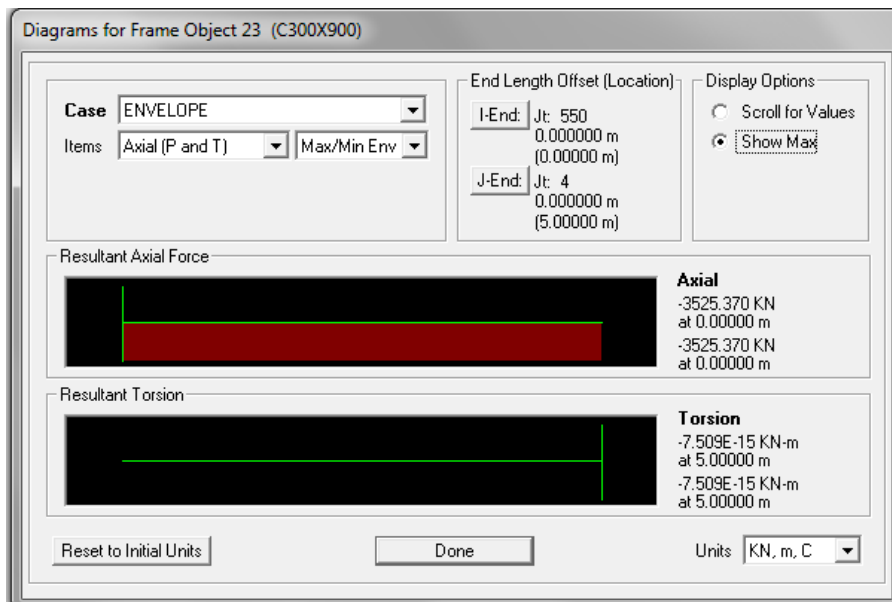 Diagrams for Frame Object 23 (C300X900)
End Length Offset (Location)
Display Options
Case ENVELOPE
Items Axial (P and T) Max/Min Env
I-End: Jt: 550
0.000000 m
(0.00000 m)
J-End: Jt: 4
0.000000 m
(5.00000 m)
Scroll for Values
Show Max
Resultant Axial Force
Axial
-3525.370 KN
at 0.00000 m
-3525.370 KN
at 0.00000 m
Resultant Torsion
Torsion
-7.509E-15 KN-m
at 5.00000 m
-7.509E-15 KN-m
at 5.00000 m
Reset to Initial Units
Done
Units KN, m, C